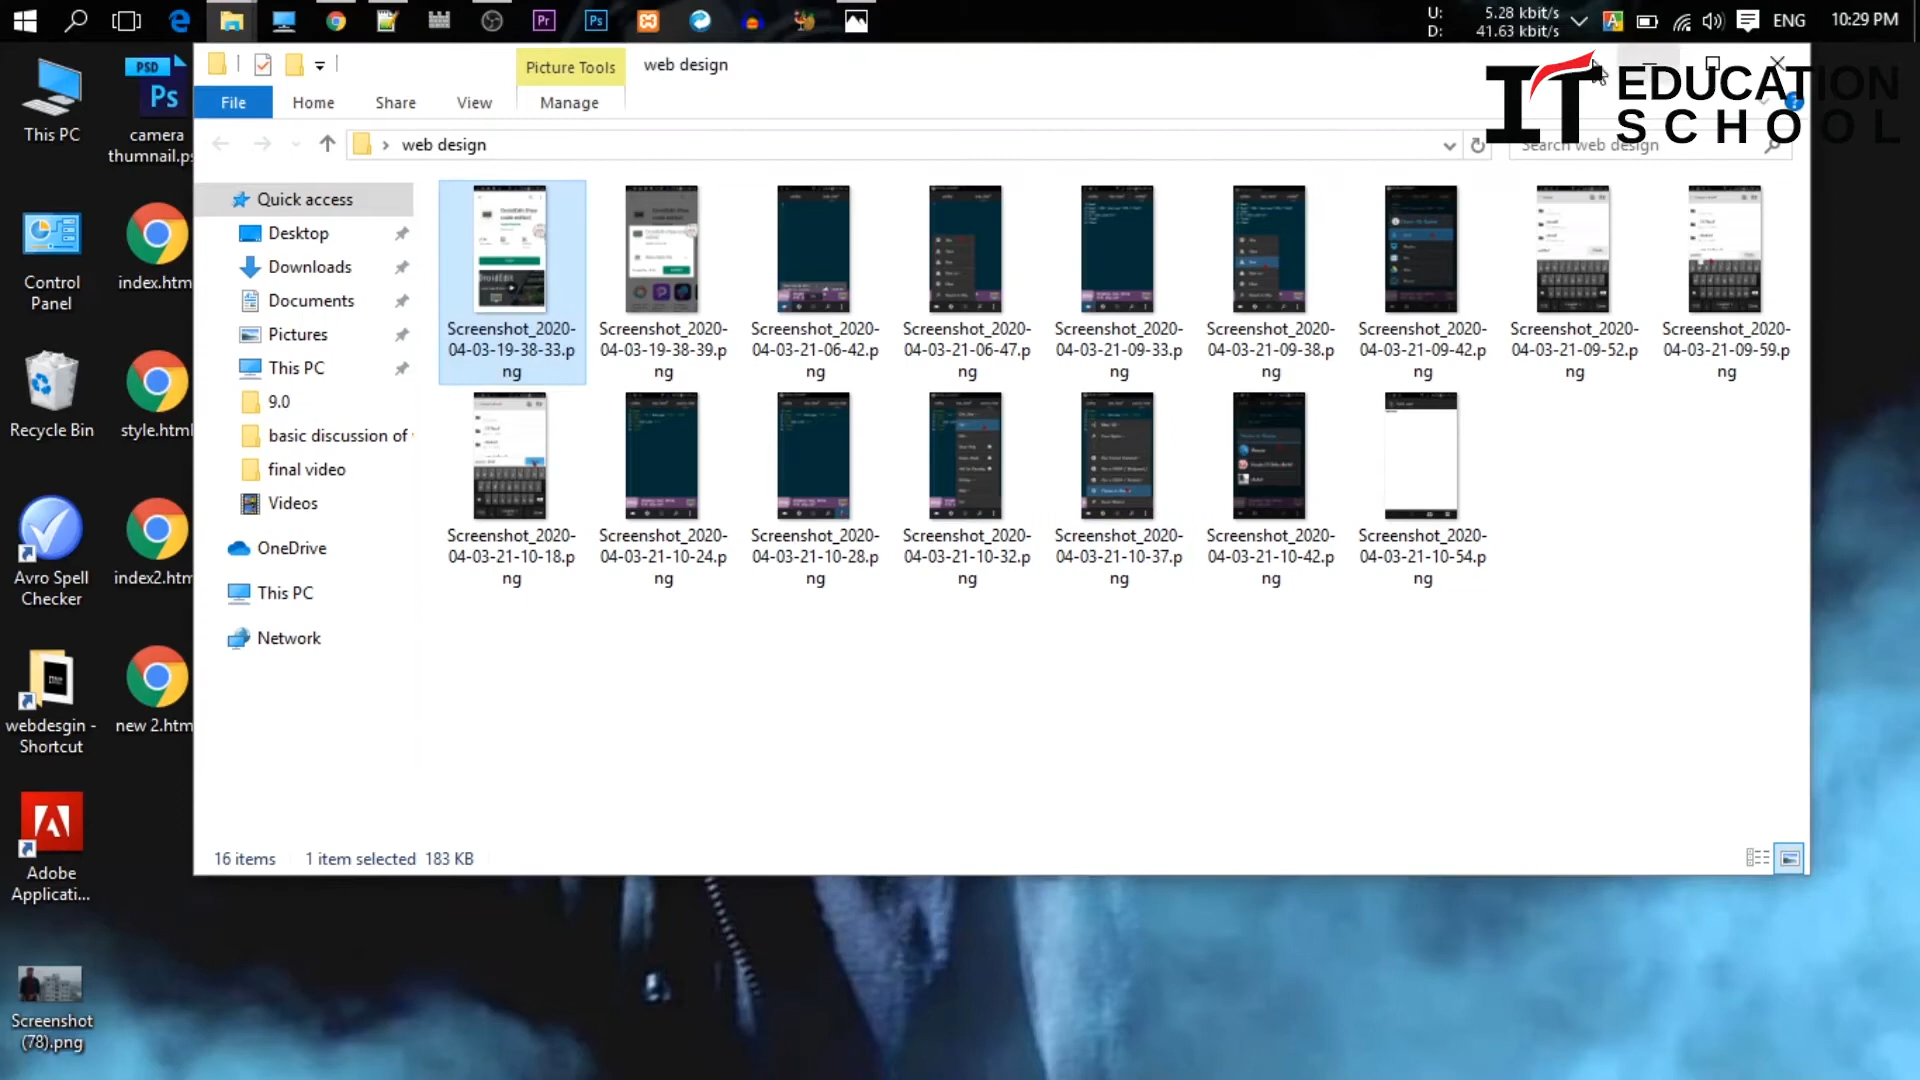 U: 5.28 kbit/s
D: 41.63 kbit/s
ENG
10:29 PM
IT EDUCATION
SCHOOL
Picture Tools
web design
File
Home
Share
View
Manage
web design
Search web design
This PC
PSD
Ps
camera
thumnail.ps
Control
Panel
index.htm
Recycle Bin
style.html
Avro Spell
Checker
index2.htm
webdesgin -
Shortcut
new 2.htm
Adobe
Applicati...
Screenshot
(78).png
Quick access
Desktop
Downloads
Documents
Pictures
This PC
9.0
basic discussion of
final video
Videos
OneDrive
This PC
Network
Screenshot_2020-
04-03-19-38-33.p
ng
Screenshot_2020-
04-03-19-38-39.p
ng
Screenshot_2020-
04-03-21-06-42.p
ng
Screenshot_2020-
04-03-21-06-47.p
ng
Screenshot_2020-
04-03-21-09-33.p
ng
Screenshot_2020-
04-03-21-09-38.p
ng
Screenshot_2020-
04-03-21-09-42.p
ng
Screenshot_2020-
04-03-21-09-52.p
ng
Screenshot_2020-
04-03-21-09-59.p
ng
Screenshot_2020-
04-03-21-10-18.p
ng
Screenshot_2020-
04-03-21-10-24.p
ng
Screenshot_2020-
04-03-21-10-28.p
ng
Screenshot_2020-
04-03-21-10-32.p
ng
Screenshot_2020-
04-03-21-10-37.p
ng
Screenshot_2020-
04-03-21-10-42.p
ng
Screenshot_2020-
04-03-21-10-54.p
ng
16 items
1 item selected 183 KB